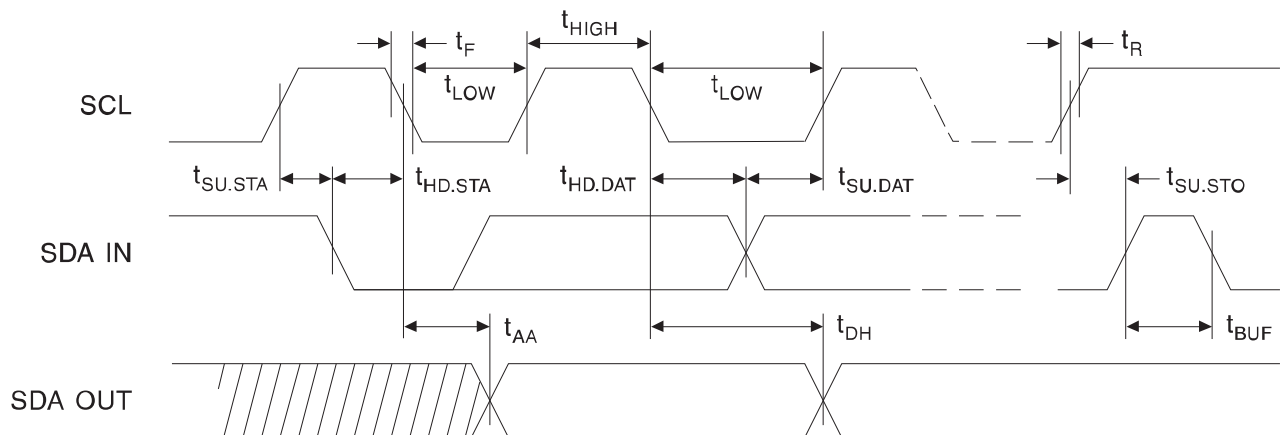 tHIGH
tF
tR
tLOW
tLOW
SCL
tSU.STA
tHD.STA
tHD.DAT
tSU.DAT
tSU.STO
SDA IN
tAA
tDH
tBUF
SDA OUT